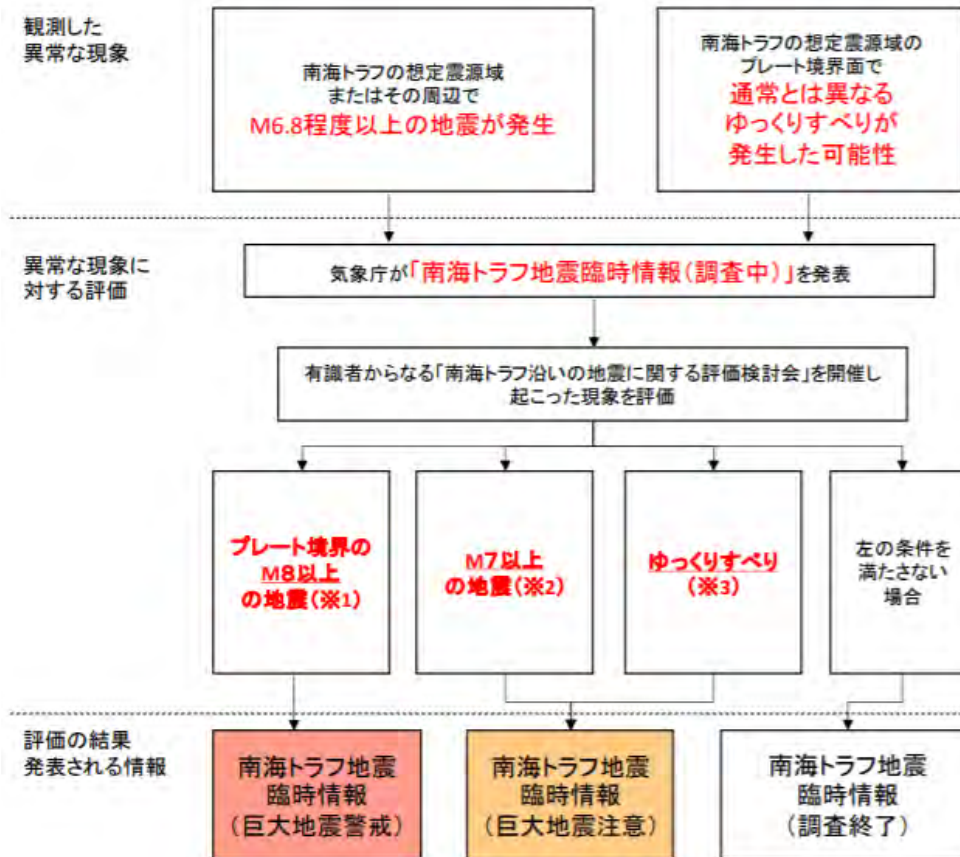 観測した
異常な現象
南海トラフの想定震源域
またはその周辺で
M6.8程度以上の地震が発生
南海トラフの想定震源域の
プレート境界面で
通常とは異なる
ゆっくりすべりが
発生した可能性
異常な現象に
対する評価
気象庁が「南海トラフ地震臨時情報(調査中)」を発表
有識者からなる「南海トラフ沿いの地震に関する評価検討会」を開催し
起こった現象を評価
プレート境界の
M8以上
の地震(※1)
M7以上
の地震(※2)
ゆっくりすべり
(※3)
左の条件を
満たさない
場合
評価の結果
発表される情報
南海トラフ地震
臨時情報
(巨大地震警戒)
南海トラフ地震
臨時情報
(巨大地震注意)
南海トラフ地震
臨時情報
(調査終了)